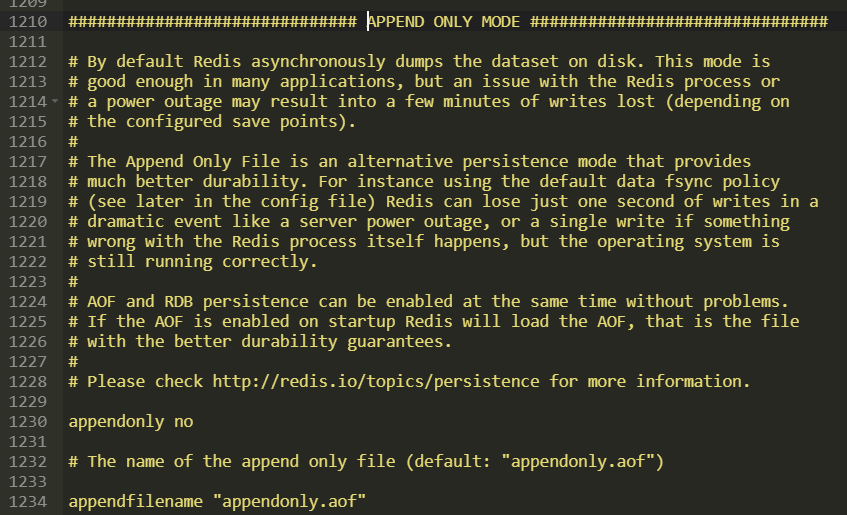 1209
1210 ############################## APPEND ONLY MODE ###############################
1211
1212 # By default Redis asynchronously dumps the dataset on disk. This mode is
1213 # good enough in many applications, but an issue with the Redis process or
1214 # a power outage may result into a few minutes of writes lost (depending on
1215 # the configured save points).
1216 #
1217 # The Append Only File is an alternative persistence mode that provides
1218 # much better durability. For instance using the default data fsync policy
1219 # (see later in the config file) Redis can lose just one second of writes in a
1220 # dramatic event like a server power outage, or a single write if something
1221 # wrong with the Redis process itself happens, but the operating system is
1222 # still running correctly.
1223 #
1224 # AOF and RDB persistence can be enabled at the same time without problems.
1225 # If the AOF is enabled on startup Redis will load the AOF, that is the file
1226 # with the better durability guarantees.
1227 #
1228 # Please check http://redis.io/topics/persistence for more information.
1229
1230 appendonly no
1231
1232 # The name of the append only file (default: "appendonly.aof")
1233
1234 appendfilename "appendonly.aof"